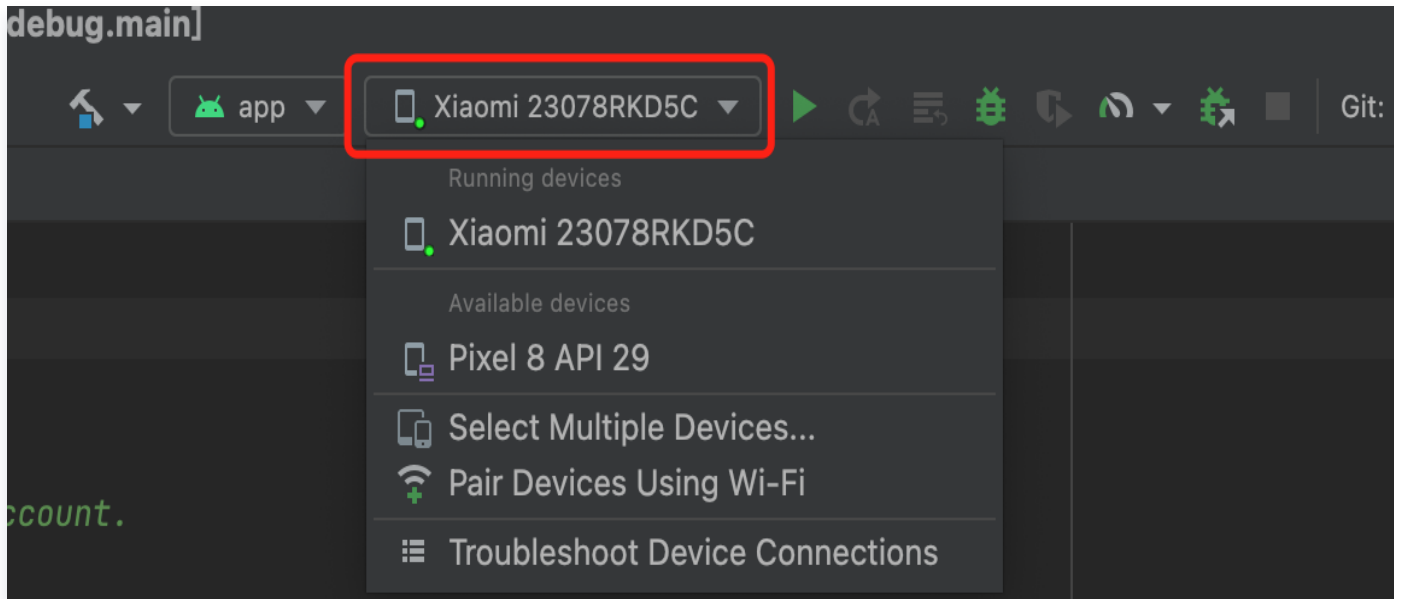 debug.main]
app
Xiaomi 23078RKD5C
Git:
Running devices
Xiaomi 23078RKD5C
Available devices
Pixel 8 API 29
Select Multiple Devices...
Pair Devices Using Wi-Fi
ccount.
Troubleshoot Device Connections